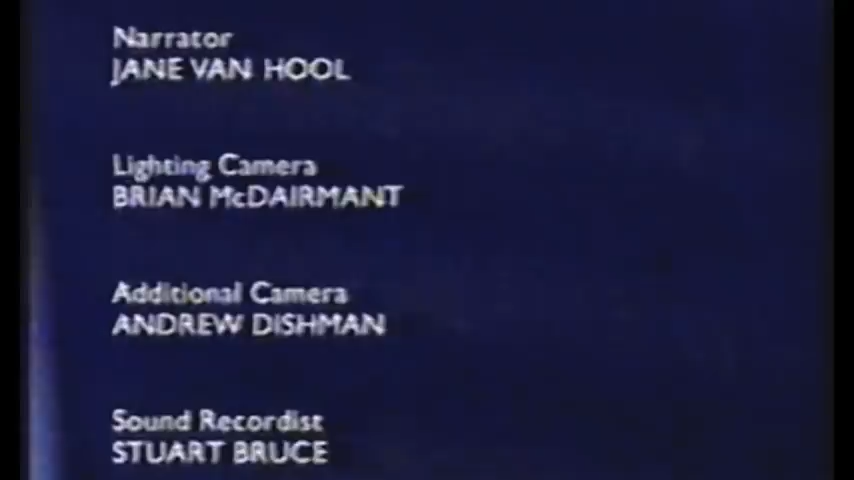 Narrator
JANE VAN HOOL
Lighting Camera
BRIAN McDAIRMANT
Additional Camera
ANDREW DISHMAN
Sound Recordist
STUART BRUCE